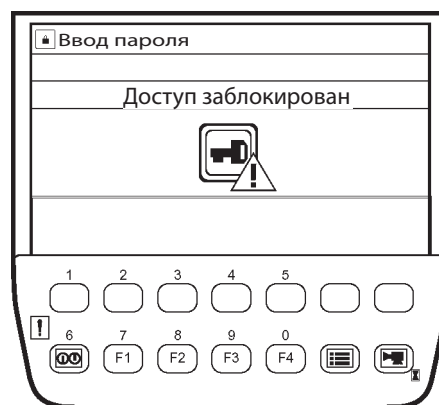 Ввод пароля
Доступ заблокирован
1 2 3 4 5
6 7 8 9 0
F1 F2 F3 F4